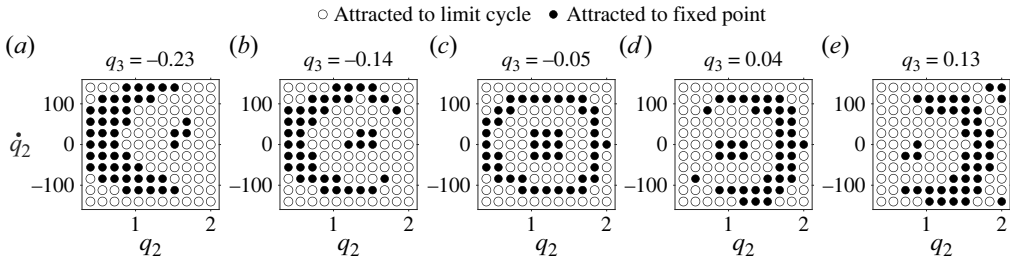 ○ Attracted to limit cycle ● Attracted to fixed point
(a) (b) (c) (d) (e)
q₃ = –0.23 q₃ = –0.14 q₃ = –0.05 q₃ = 0.04 q₃ = 0.13
100 100 100 100 100
q̇₂ 0 0 0 0 0
–100 –100 –100 –100 –100
1 2 1 2 1 2 1 2 1 2
q₂ q₂ q₂ q₂ q₂